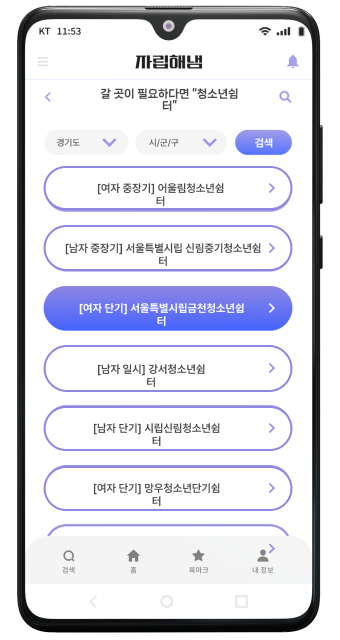 KT 11:53
자립해냄
갈 곳이 필요하다면 "청소년쉼
터"
경기도
시/군/구
검색
[여자 중장기] 어울림청소년쉼
터
[남자 중장기] 서울특별시립 신림중기청소년쉼
터
[여자 단기] 서울특별시립금천청소년쉼
터
[남자 일시] 강서청소년쉼
터
[남자 단기] 시립신림청소년쉼
터
[여자 단기] 망우청소년단기쉼
터
검색
홈
북마크
내 정보